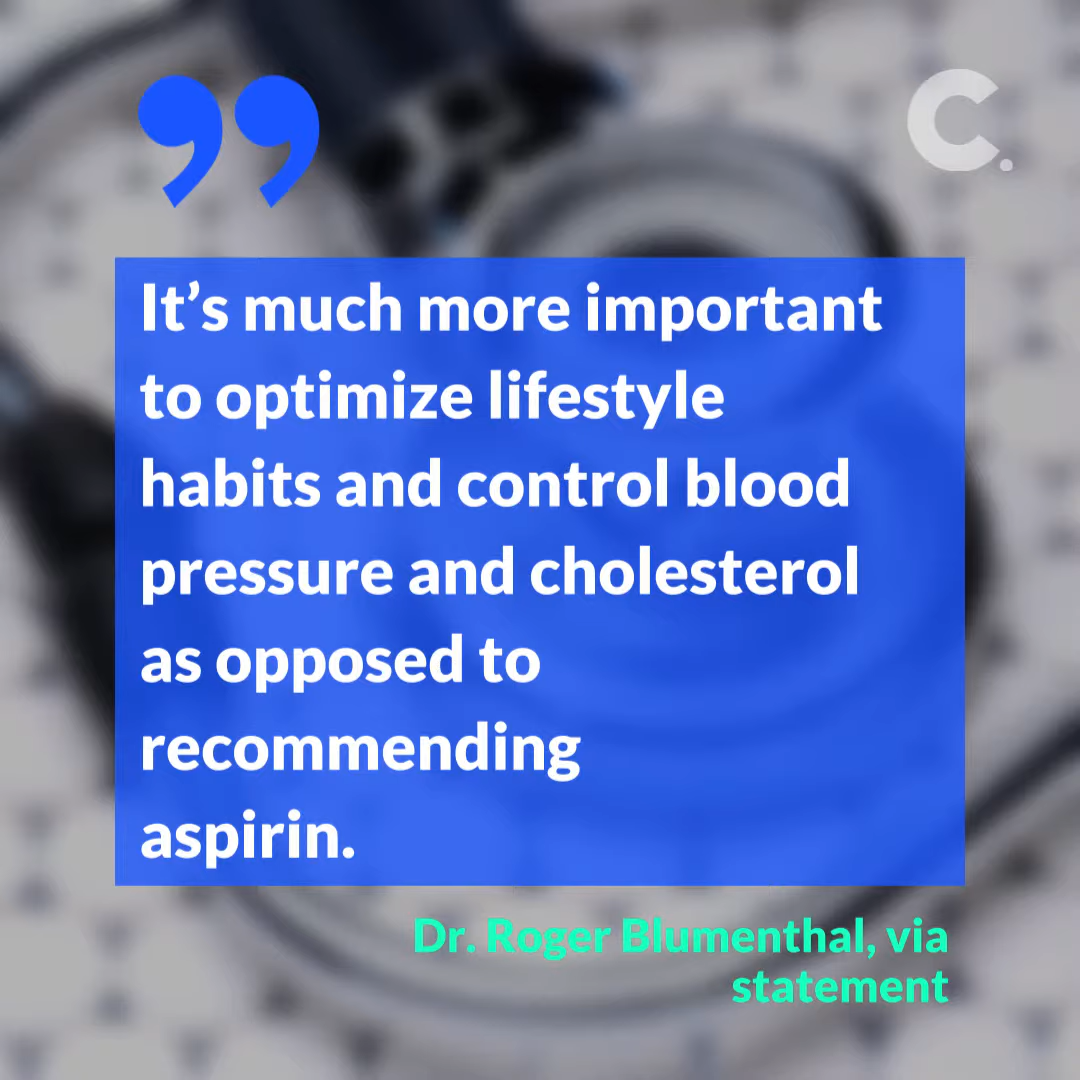 ”
C.
It’s much more important
to optimize lifestyle
habits and control blood
pressure and cholesterol
as opposed to
recommending
aspirin.
Dr. Roger Blumenthal, via
statement